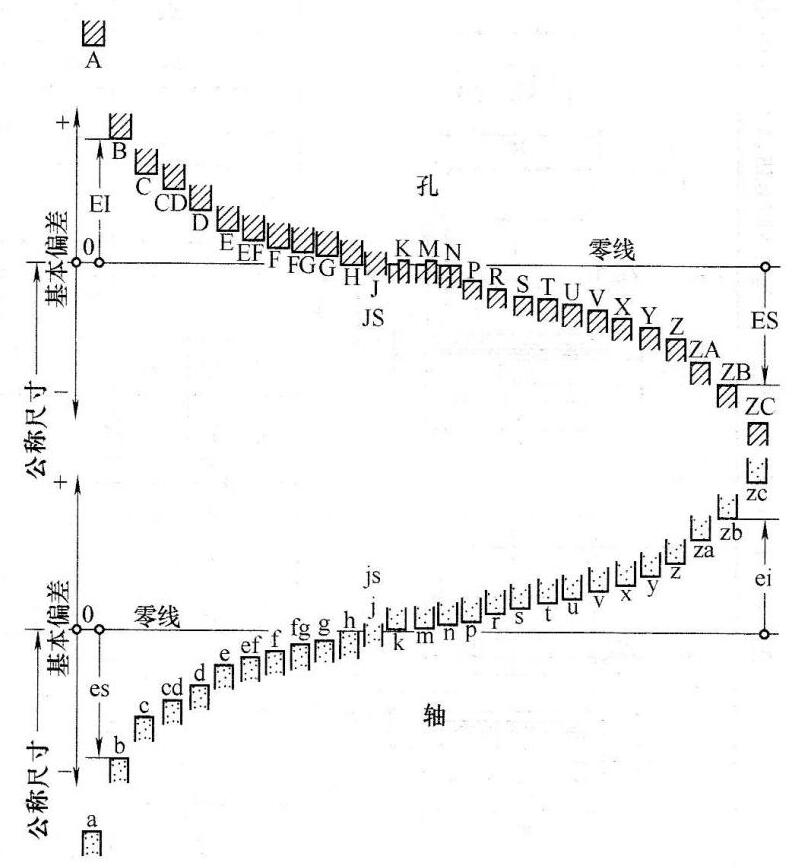 A
+
B
C
CD
D
E
EF
F
FG
G
H
J
JS
K
M
N
P
R
S
T
U
V
X
Y
Z
ZA
ZB
ZC
孔
零线
EI
ES
0
基本偏差
公称尺寸
−
+
zc
zb
za
z
y
x
v
u
t
s
r
p
n
m
k
js
j
h
g
fg
f
ef
e
d
cd
c
b
a
ei
es
0
零线
基本偏差
公称尺寸
轴
−